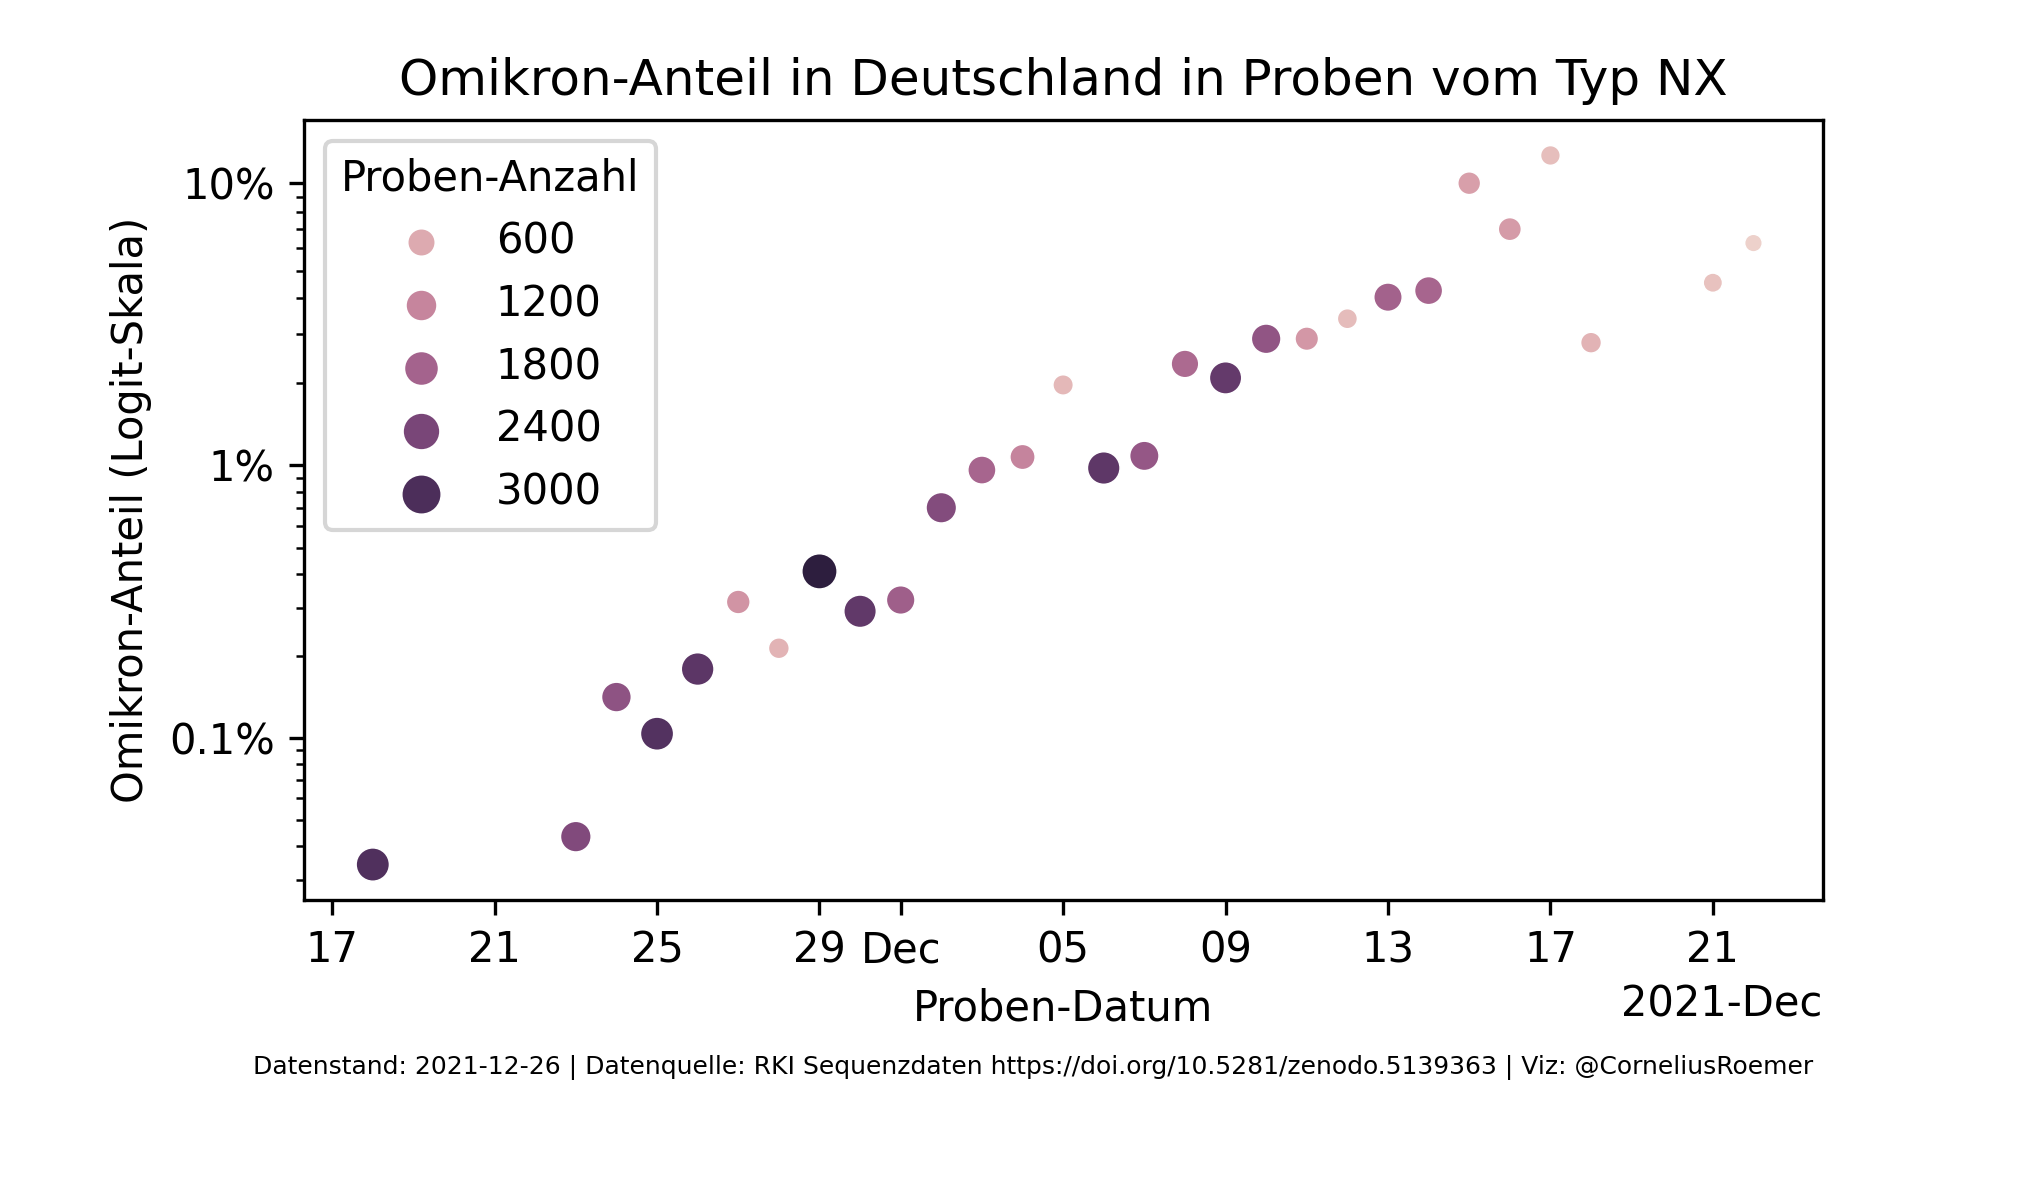 Omikron-Anteil in Deutschland in Proben vom Typ NX
Omikron-Anteil (Logit-Skala)
10%
1%
0.1%
Proben-Anzahl
600
1200
1800
2400
3000
17 21 25 29 Dec 05 09 13 17 21
2021-Dec
Proben-Datum
Datenstand: 2021-12-26 | Datenquelle: RKI Sequenzdaten https://doi.org/10.5281/zenodo.5139363 | Viz: @CorneliusRoemer